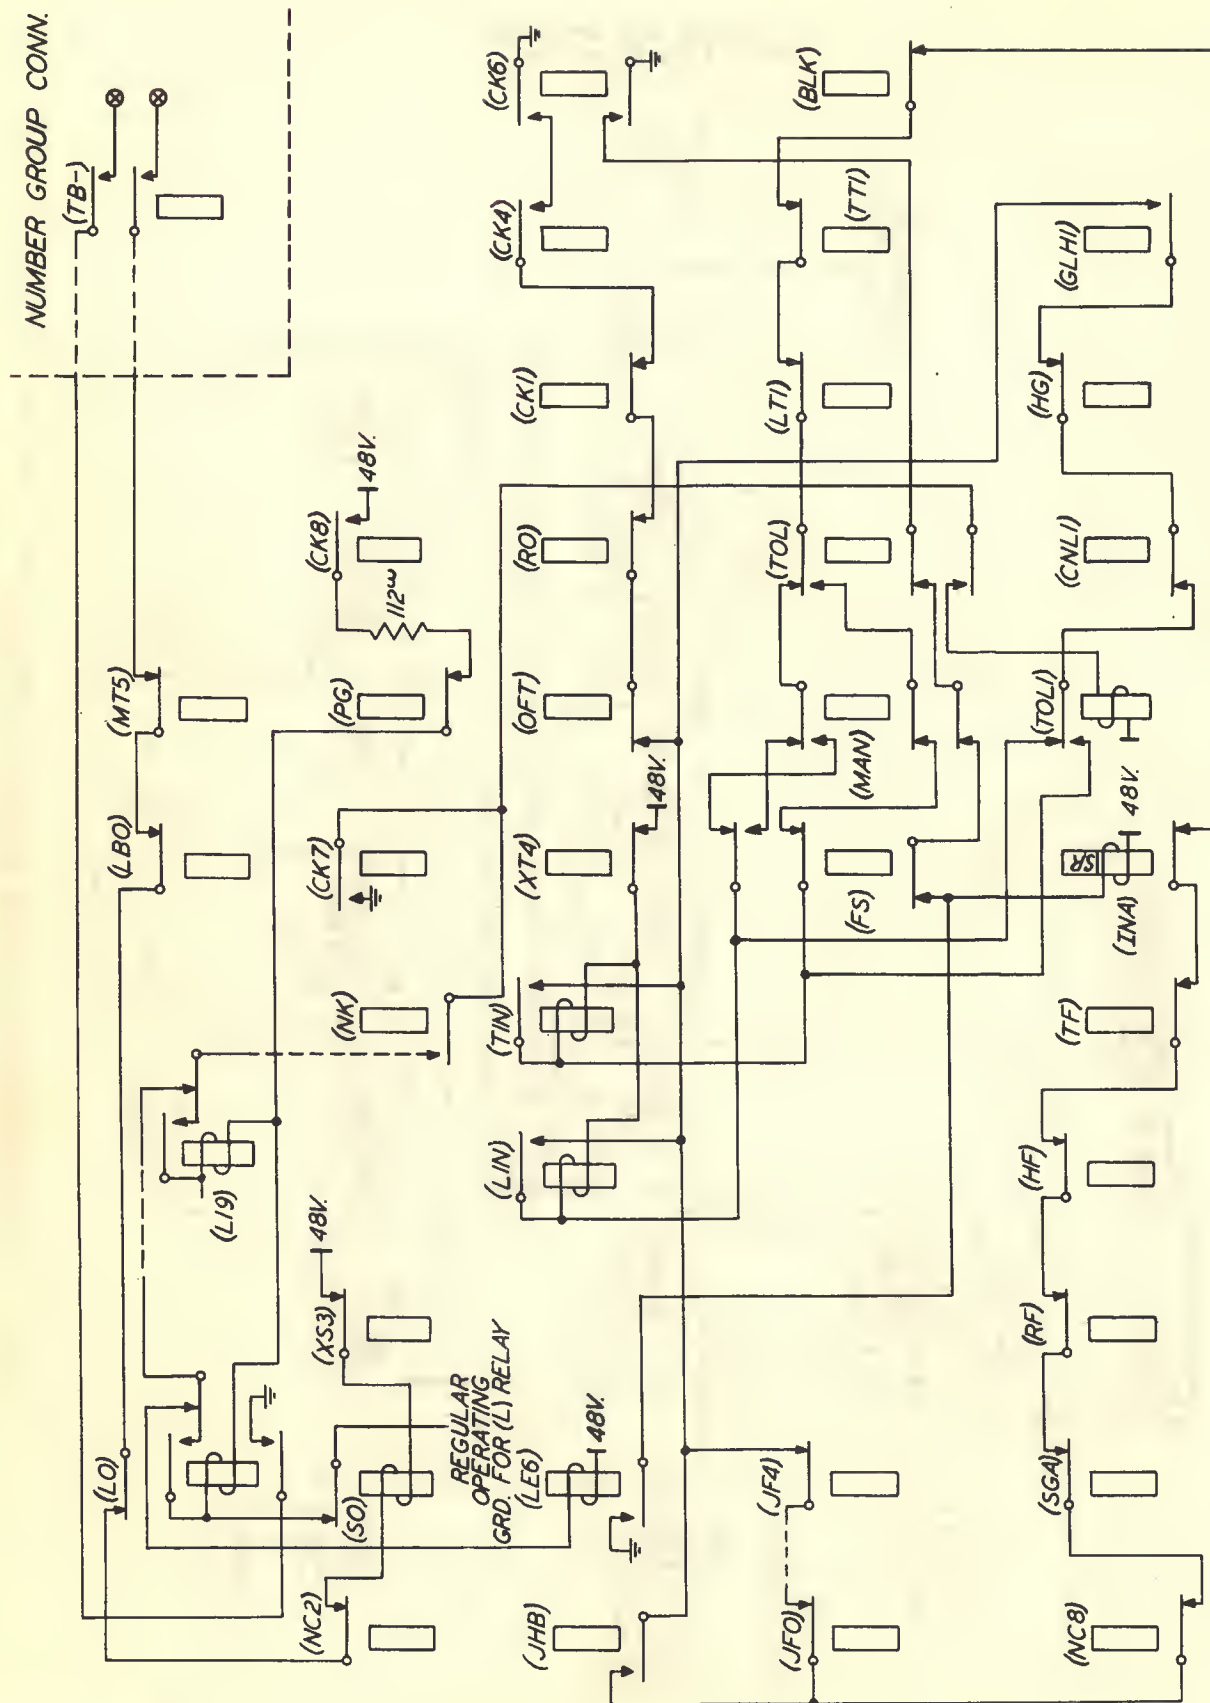 NUMBER GROUP CONN.
(TB-)
(MT5)
(LBO)
(LO)
(L19)
(CK8)
48V.
112ω
(PG)
(CK7)
(NK)
(XS3)
48V.
(SO)
(NC2)
REGULAR
OPERATING
GRD. FOR (L) RELAY
(CK6)
(CK4)
(CK1)
(RO)
(OFT)
(XT4)
48V.
(TIN)
(LIN)
(LE6)
48V.
(JHB)
(BLK)
(TT1)
(LT1)
(TOL)
(MAN)
(FS)
(JF4)
(JFO)
(GLH1)
(HG)
(CNL1)
(TOL1)
48V.
SR
(INA)
(TF)
(HF)
(RF)
(SGA)
(NC8)